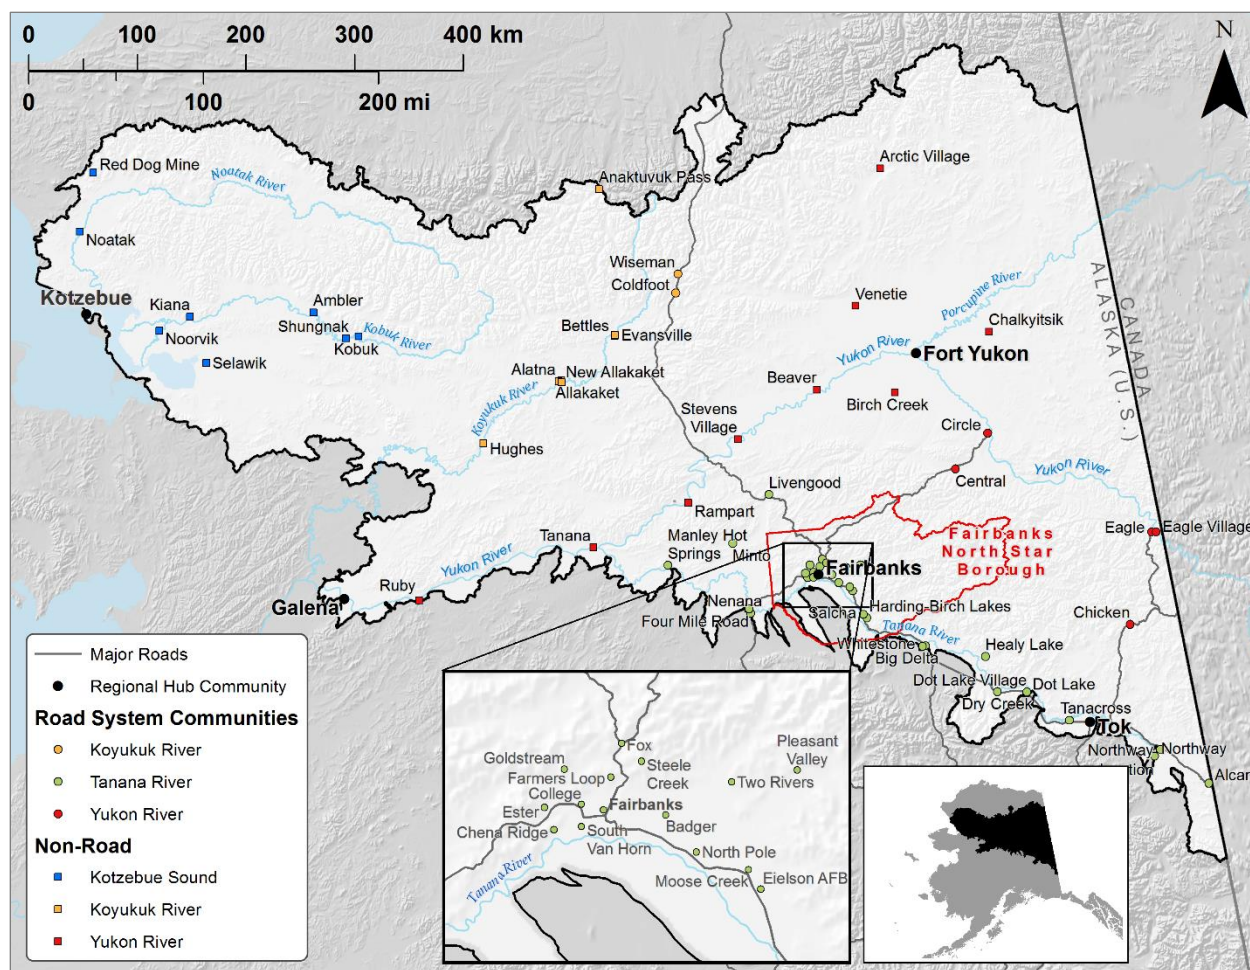 0 100 200 300 400 km
0 100 200 mi
N
Red Dog Mine
Noatak River
Anaktuvuk Pass
Arctic Village
Noatak
Wiseman
Coldfoot
Kotzebue
Kiana
Ambler
Noorvik
Shungnak
Kobuk
Kobuk River
Selawik
Bettles
Evansville
Venetie
Porcupine River
Chalkyitsik
CANADA
ALASKA (U.S.)
Yukon River
Fort Yukon
Alatna
New Allakaket
Allakaket
Beaver
Birch Creek
Koyukuk River
Hughes
Stevens
Village
Circle
Yukon River
Central
Livengood
Rampart
Eagle
Eagle Village
Fairbanks
North Star
Borough
Tanana
Manley Hot
Springs
Minto
Yukon River
Ruby
Galena
Fairbanks
Nenana
Four Mile Road
Salcha
Harding-Birch Lakes
Tanana River
Chicken
Whitestone
Big Delta
Healy Lake
Dot Lake Village
Dot Lake
Dry Creek
Tanacross
Tok
Northway
Northway
Alcan
Major Roads
Regional Hub Community
Road System Communities
Koyukuk River
Tanana River
Yukon River
Non-Road
Kotzebue Sound
Koyukuk River
Yukon River
Fox
Goldstream
Steele
Creek
Pleasant
Valley
Farmers Loop
College
Two Rivers
Ester
Fairbanks
Badger
Chena Ridge
South
Van Horn
North Pole
Tanana River
Moose Creek
Eielson AFB